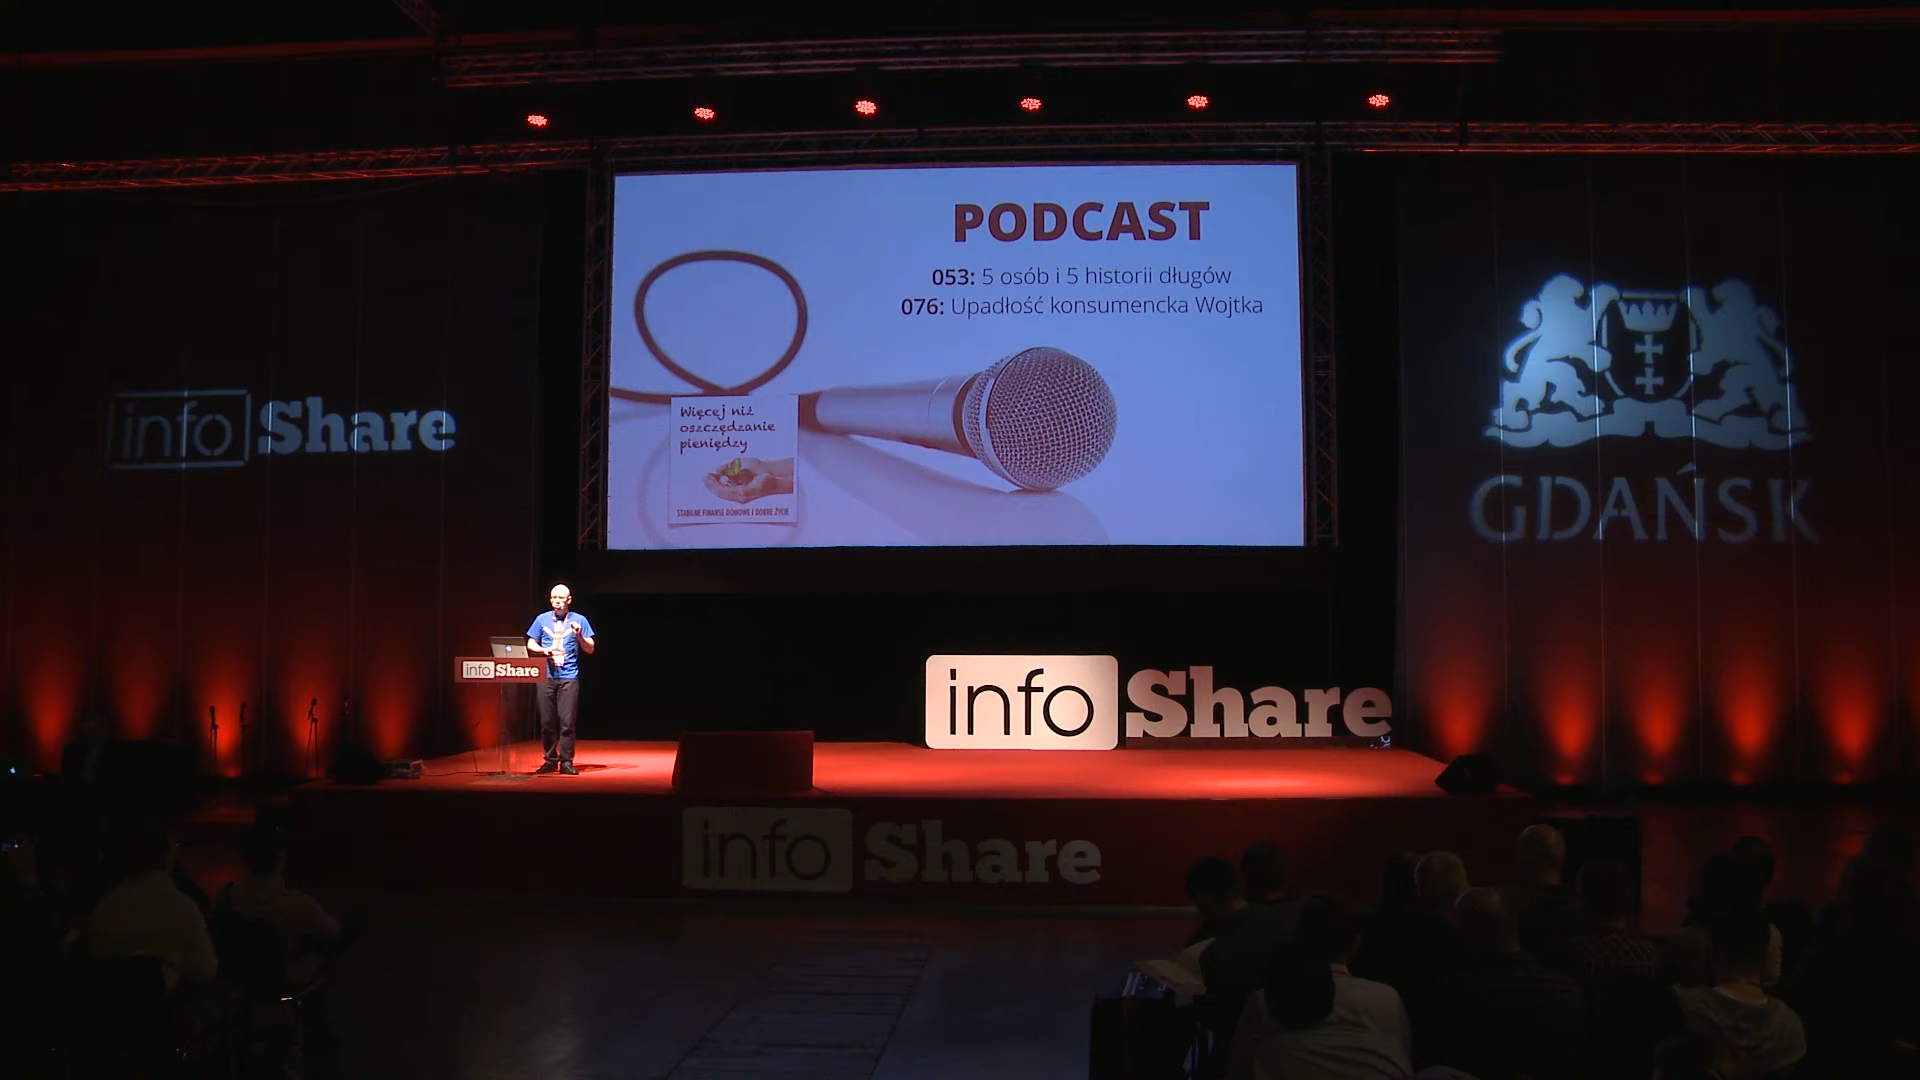 PODCAST
053: 5 osób i 5 historii długów
076: Upadłość konsumencka Wojtka
Więcej niż
oszczędzanie
pieniędzy
STABILNE FINANSE DOMOWE I DOBRE ŻYCIE
info Share
GDAŃSK
info Share
info Share
info Share